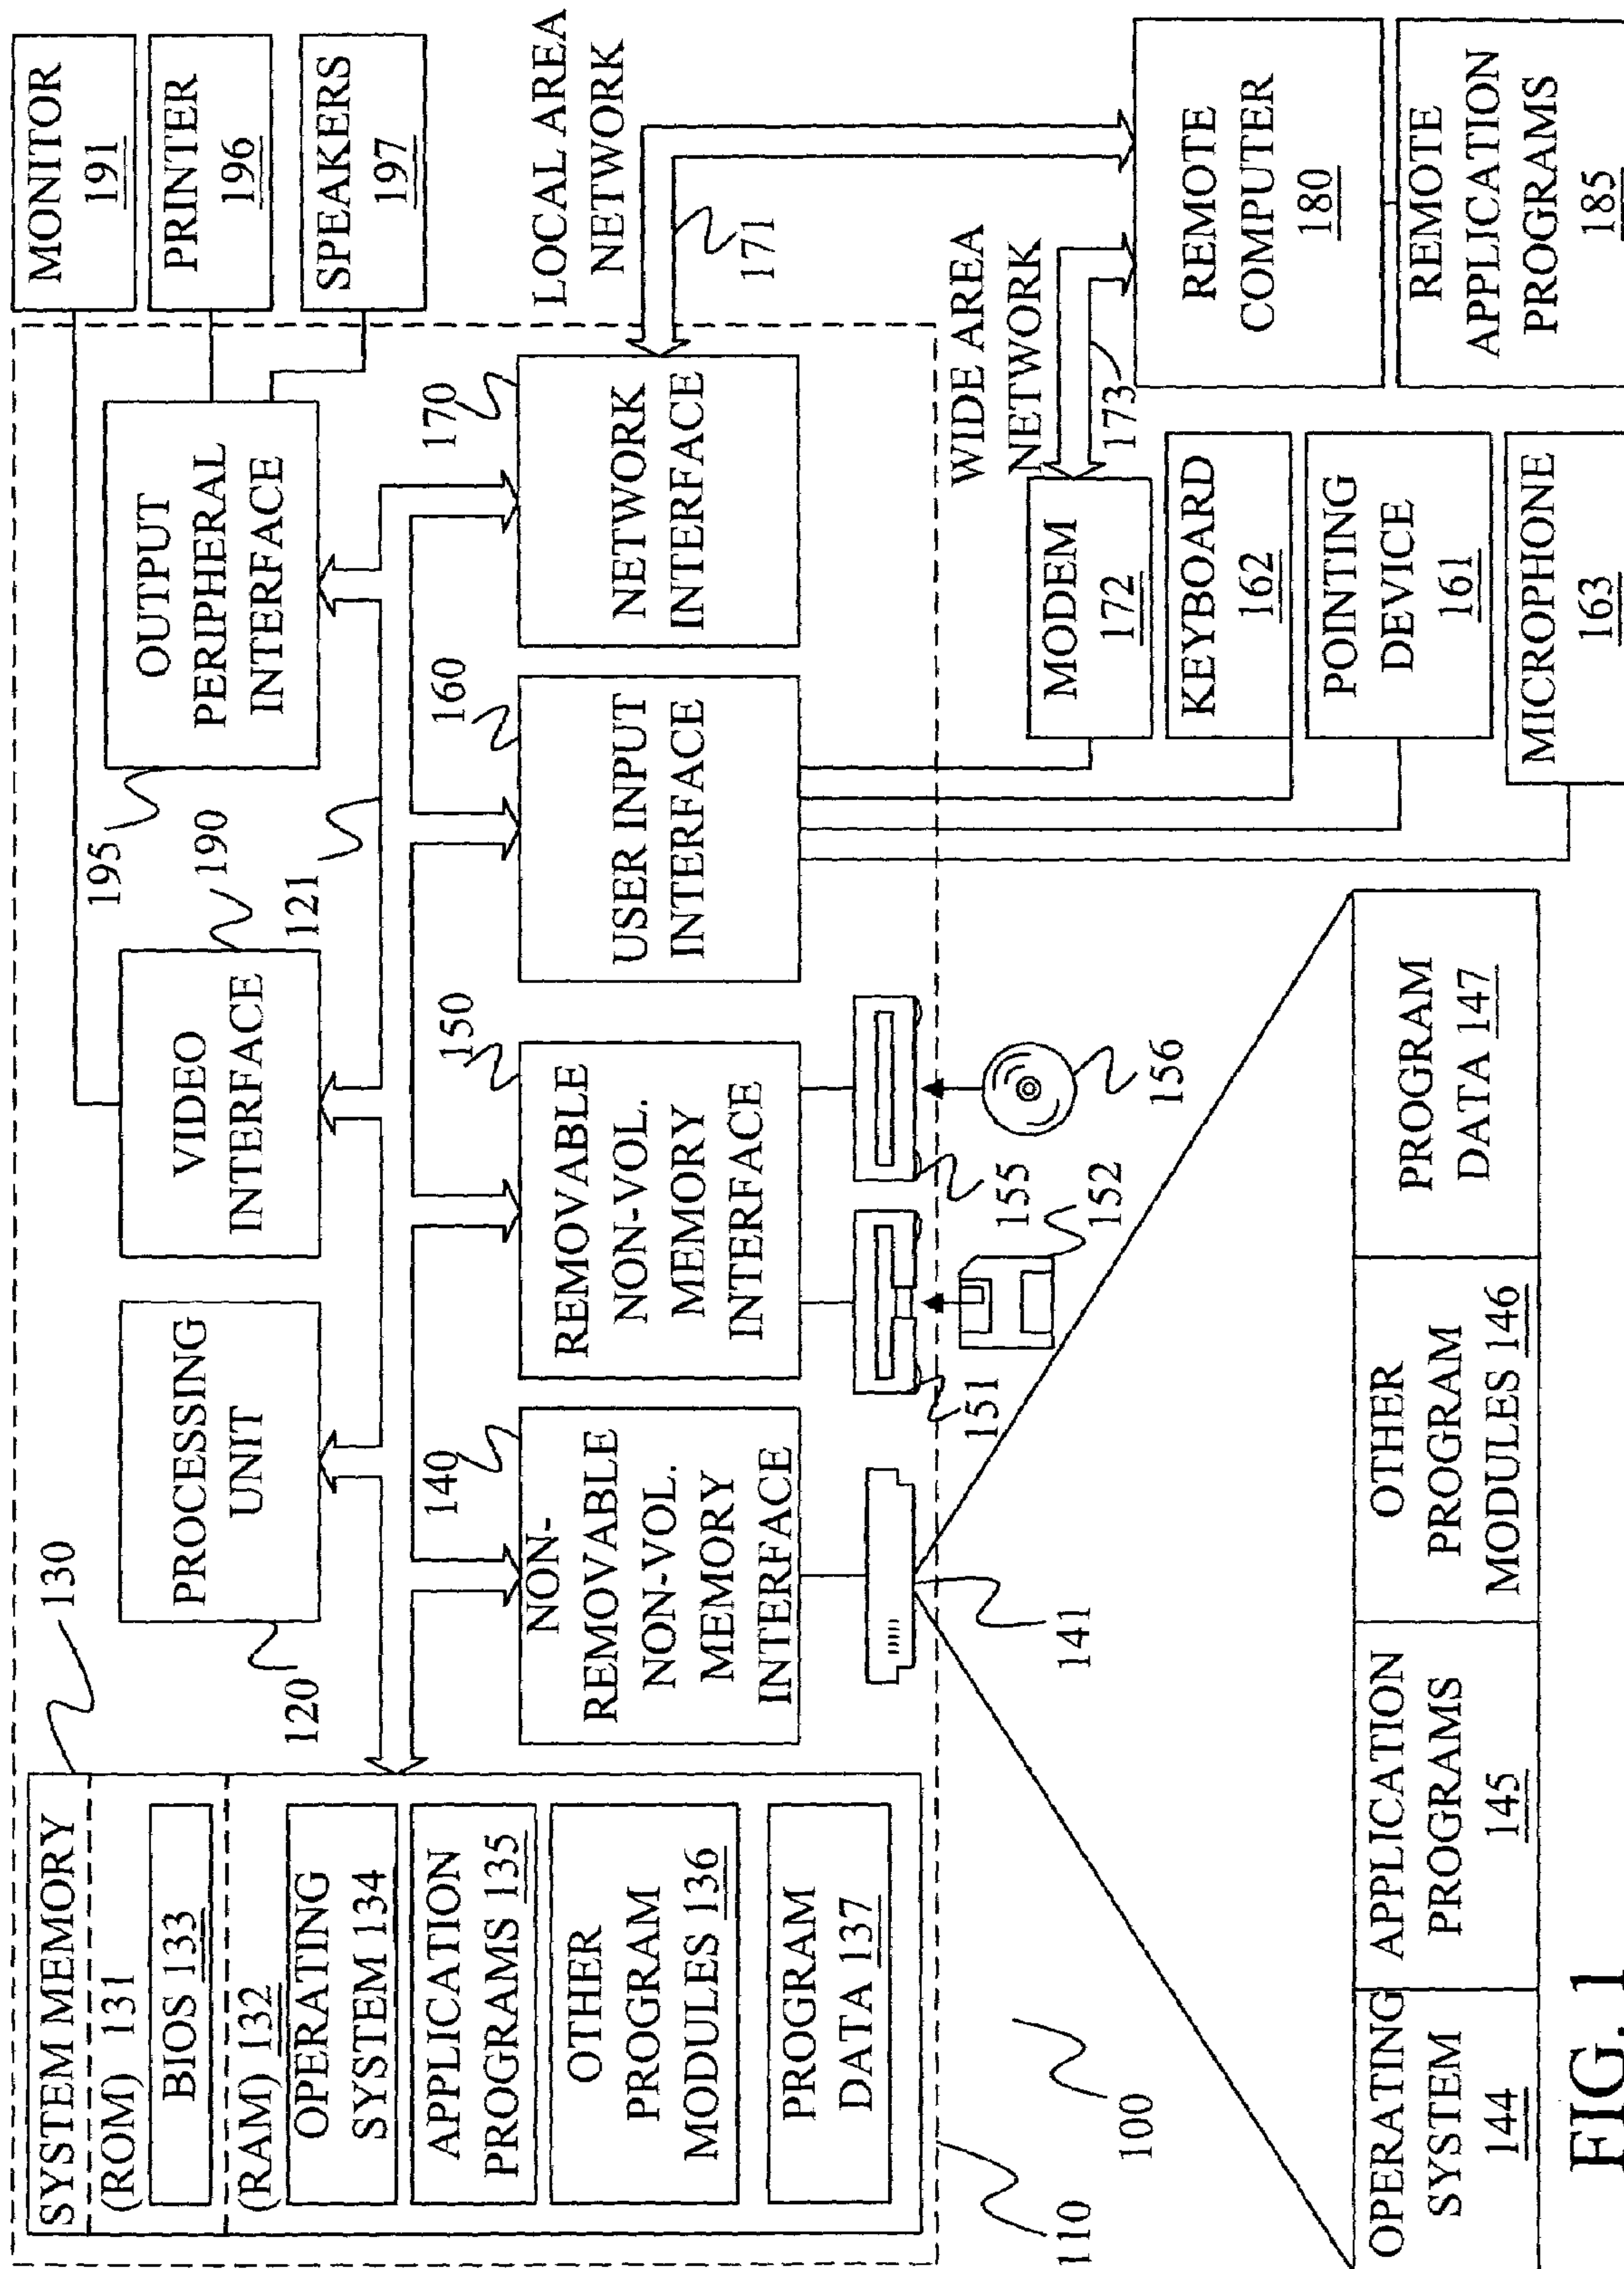 SYSTEM MEMORY
(ROM) 131
BIOS 133
(RAM) 132
OPERATING
SYSTEM 134
APPLICATION
PROGRAMS 135
OTHER
PROGRAM
MODULES 136
PROGRAM
DATA 137
130
PROCESSING
UNIT
120
VIDEO
INTERFACE
190
121
OUTPUT
PERIPHERAL
INTERFACE
195
MONITOR
191
PRINTER
196
SPEAKERS
197
NON-
REMOVABLE
NON-VOL.
MEMORY
INTERFACE
140
REMOVABLE
NON-VOL.
MEMORY
INTERFACE
150
USER INPUT
INTERFACE
160
NETWORK
INTERFACE
170
LOCAL AREA
NETWORK
171
141
151
152
155
156
WIDE AREA
NETWORK
173
MODEM
172
KEYBOARD
162
POINTING
DEVICE
161
MICROPHONE
163
REMOTE
COMPUTER
180
REMOTE
APPLICATION
PROGRAMS
185
110
100
OPERATING
SYSTEM
144
APPLICATION
PROGRAMS
145
OTHER
PROGRAM
MODULES 146
PROGRAM
DATA 147
FIG. 1